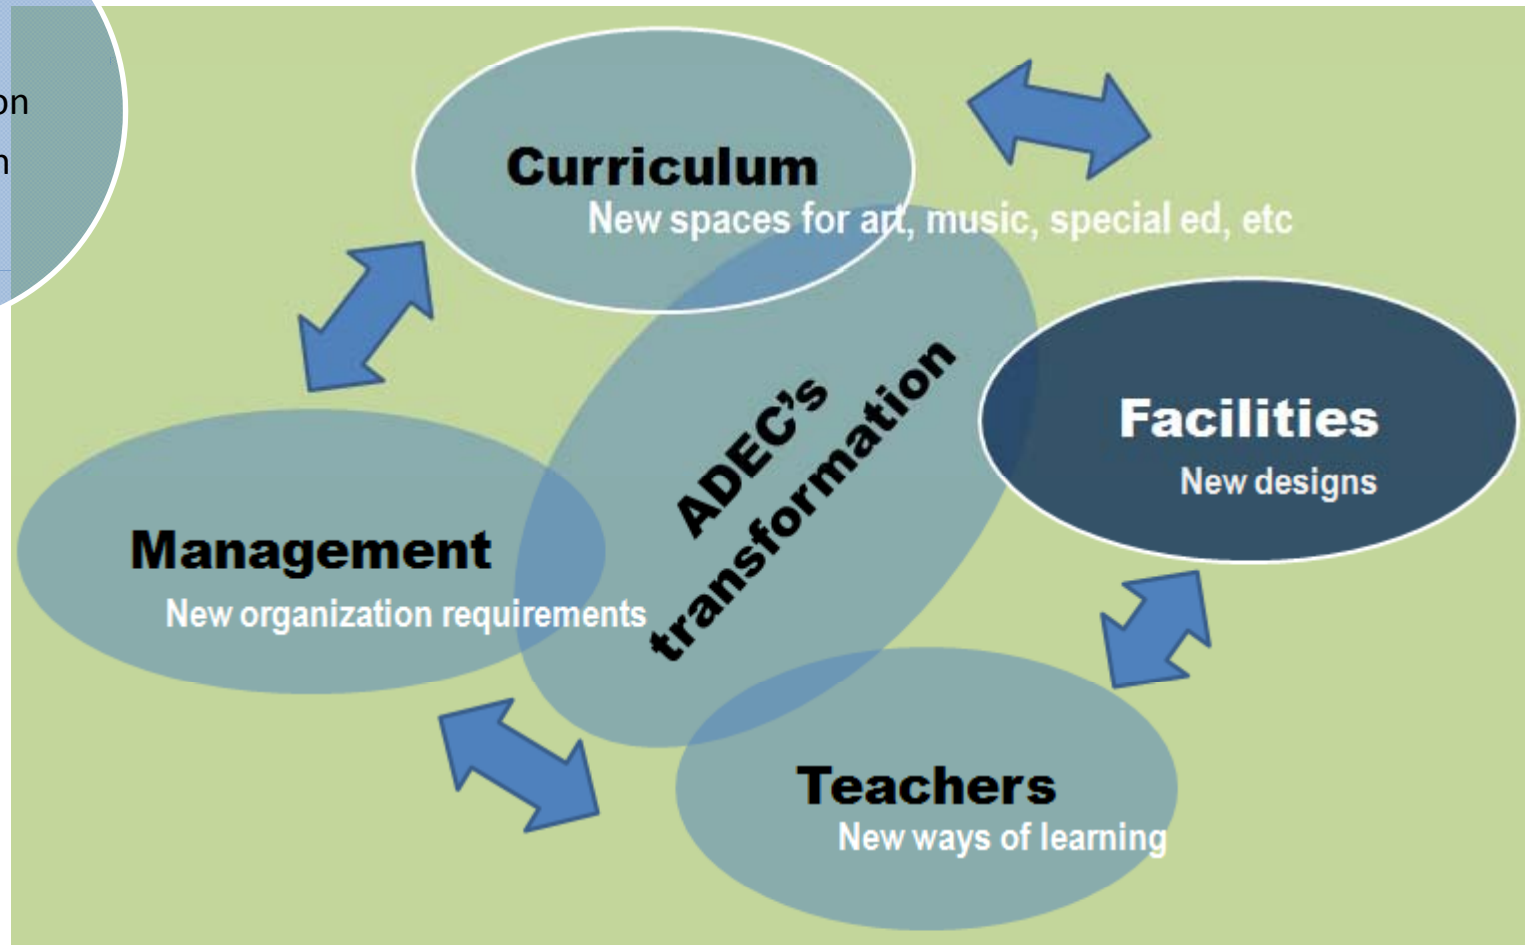 Curriculum
New spaces for art, music, special ed, etc
ADEC's
transformation
Facilities
New designs
Management
New organization requirements
Teachers
New ways of learning